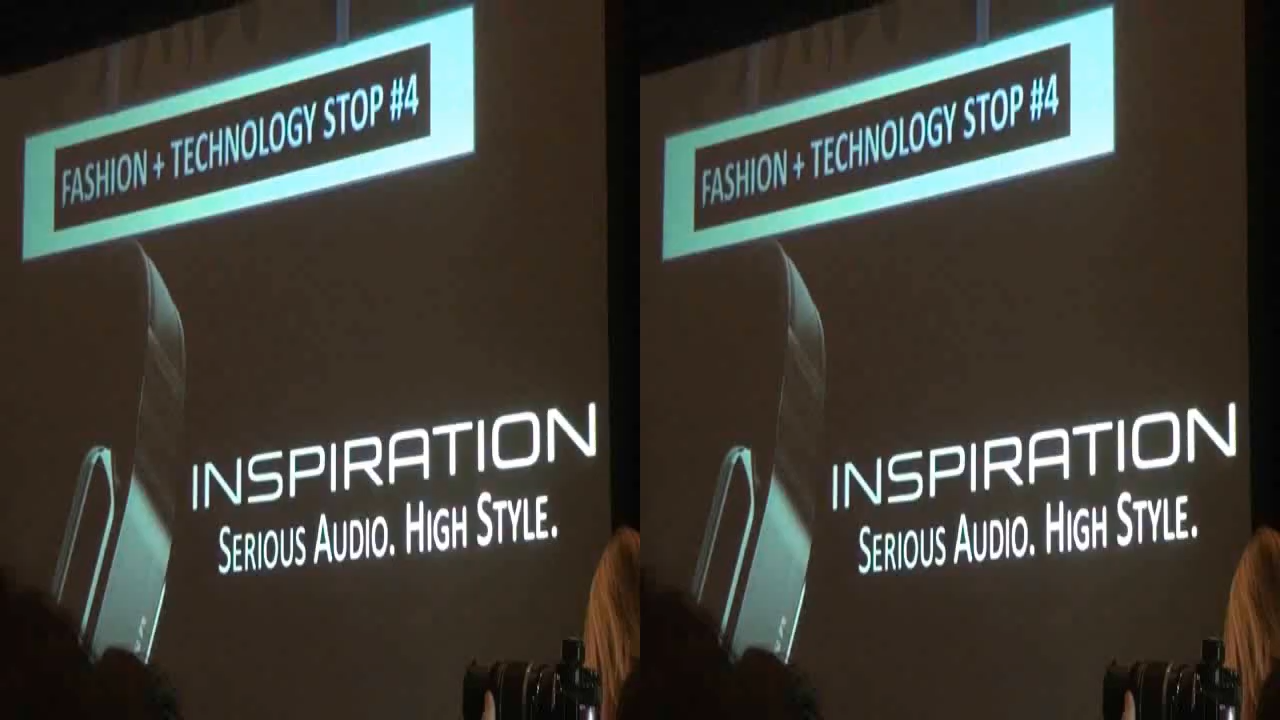 FASHION + TECHNOLOGY STOP #4
INSPIRATION
SERIOUS AUDIO. HIGH STYLE.
FASHION + TECHNOLOGY STOP #4
INSPIRATION
SERIOUS AUDIO. HIGH STYLE.